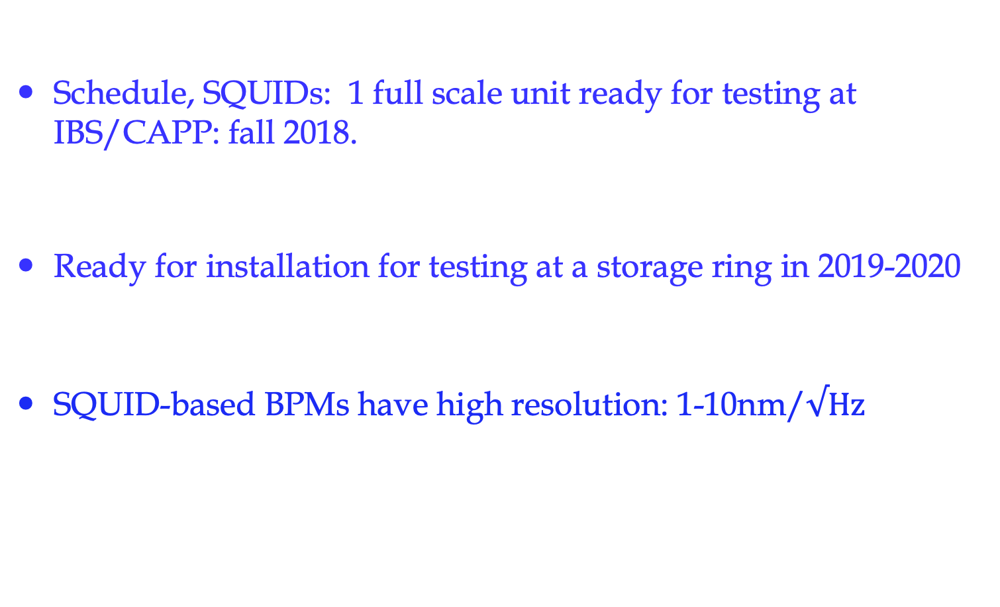 • Schedule, SQUIDs:  1 full scale unit ready for testing at
IBS/CAPP: fall 2018.
• Ready for installation for testing at a storage ring in 2019-2020
• SQUID-based BPMs have high resolution: 1-10nm/√Hz